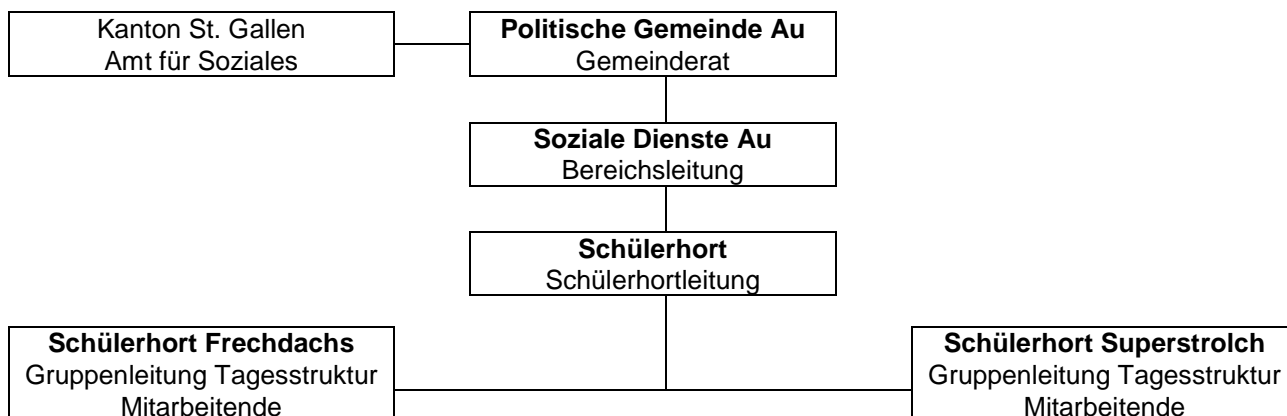 Kanton St. Gallen
Amt für Soziales
Politische Gemeinde Au
Gemeinderat
Soziale Dienste Au
Bereichsleitung
Schülerhort
Schülerhortleitung
Schülerhort Frechdachs
Gruppenleitung Tagesstruktur
Mitarbeitende
Schülerhort Superstrolch
Gruppenleitung Tagesstruktur
Mitarbeitende